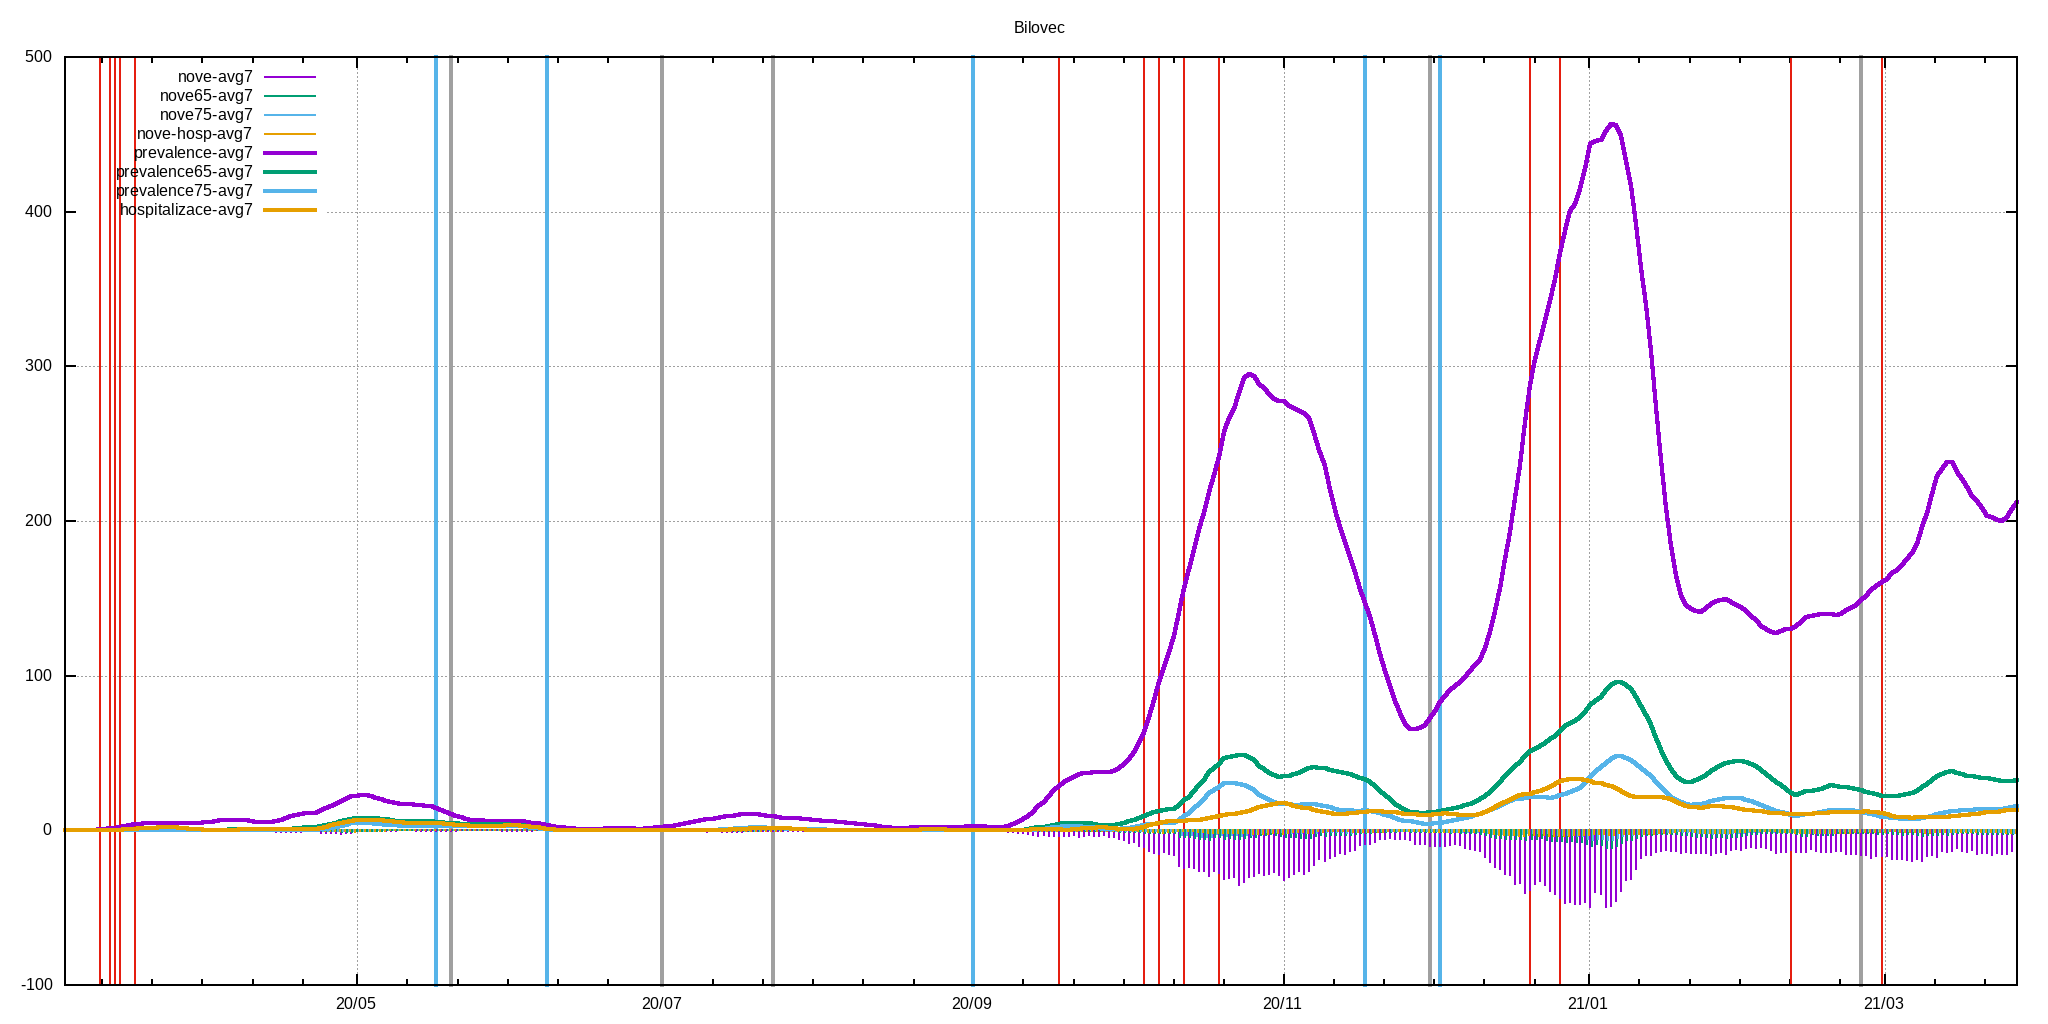 Bilovec
500
400
300
200
100
0
-100
nove-avg7
nove65-avg7
nove75-avg7
nove-hosp-avg7
prevalence-avg7
prevalence65-avg7
prevalence75-avg7
hospitalizace-avg7
20/05 20/07 20/09 20/11 21/01 21/03